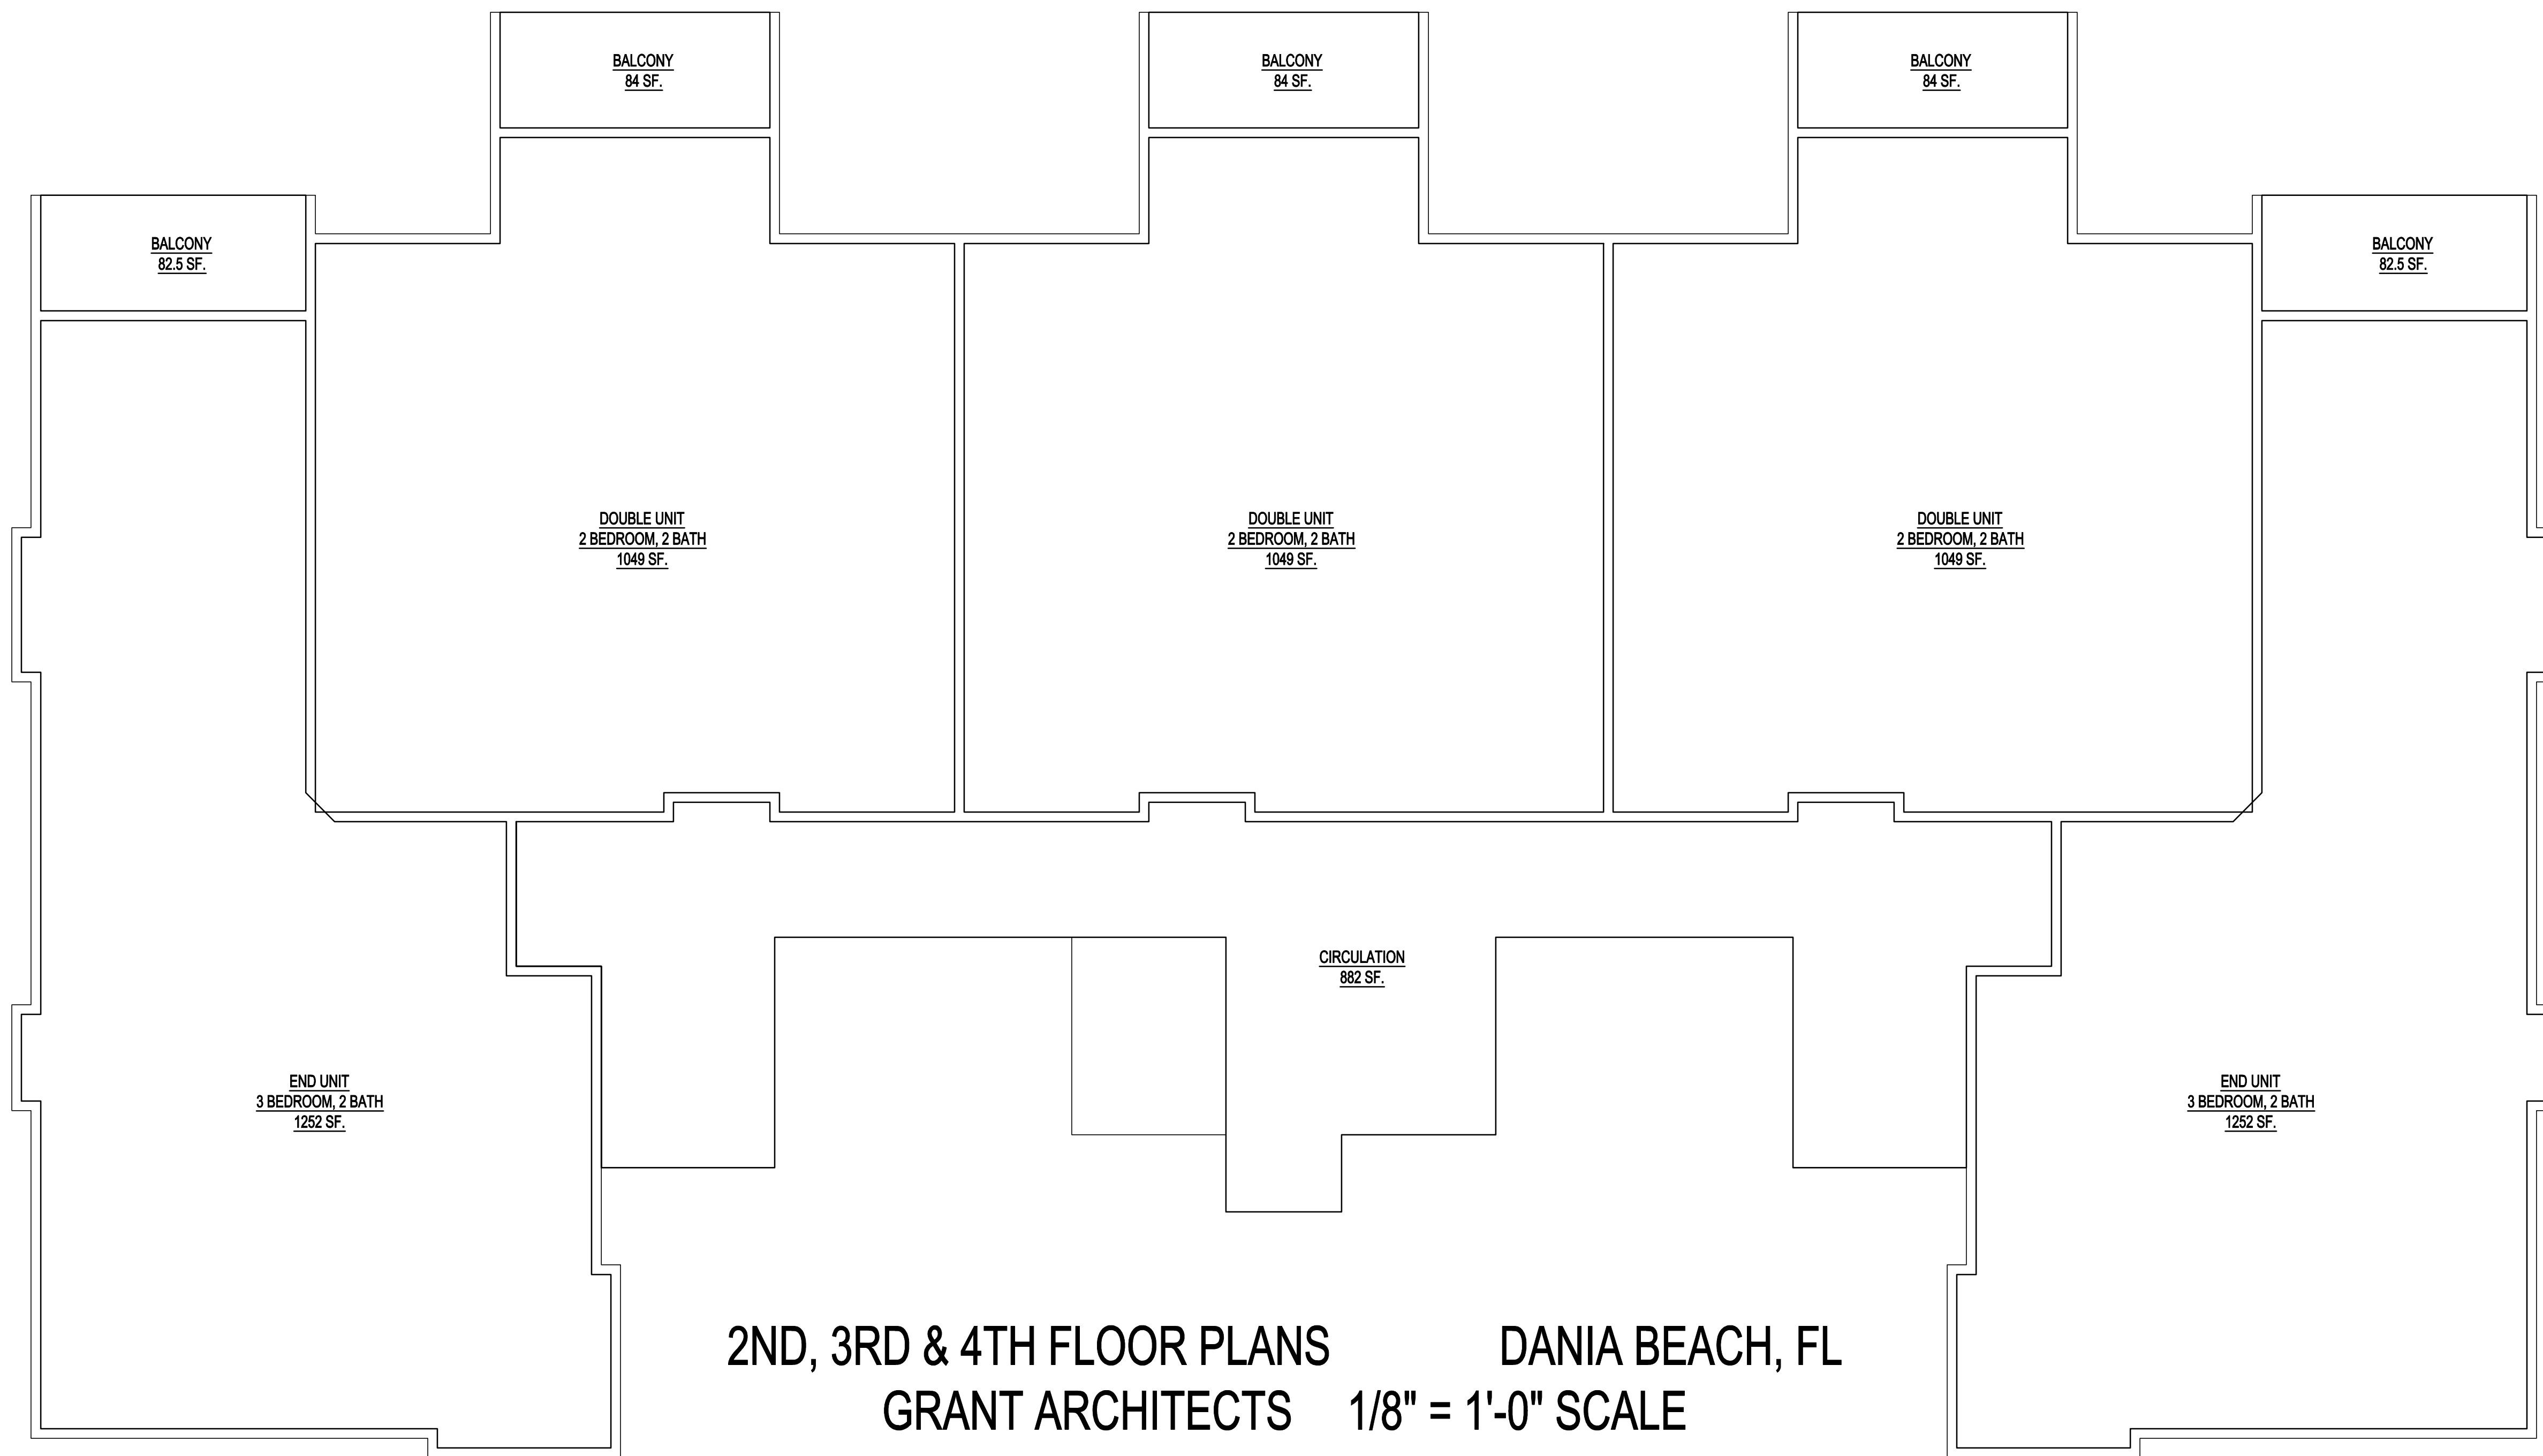 BALCONY
84 SF.
BALCONY
84 SF.
BALCONY
84 SF.
BALCONY
82.5 SF.
BALCONY
82.5 SF.
DOUBLE UNIT
2 BEDROOM, 2 BATH
1049 SF.
DOUBLE UNIT
2 BEDROOM, 2 BATH
1049 SF.
DOUBLE UNIT
2 BEDROOM, 2 BATH
1049 SF.
CIRCULATION
882 SF.
END UNIT
3 BEDROOM, 2 BATH
1252 SF.
END UNIT
3 BEDROOM, 2 BATH
1252 SF.
2ND, 3RD & 4TH FLOOR PLANS DANIA BEACH, FL
GRANT ARCHITECTS 1/8" = 1'-0" SCALE